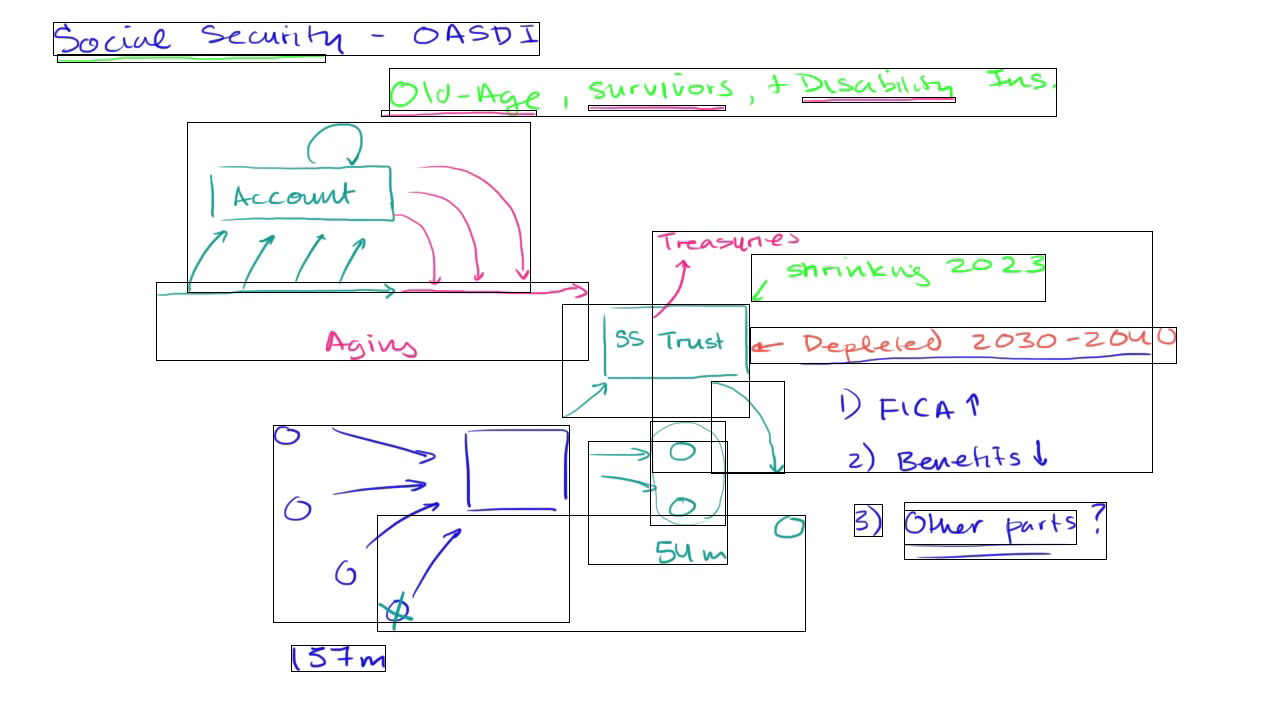 Social Security - OASDI
Old-Age, survivors, + Disability Ins.
Account
Treasuries
shrinking 2023
SS Trust
← Depleted 2030-2040
Aging
1) FICA ↑
2) Benefits ↓
3) Other parts?
54 m
157m